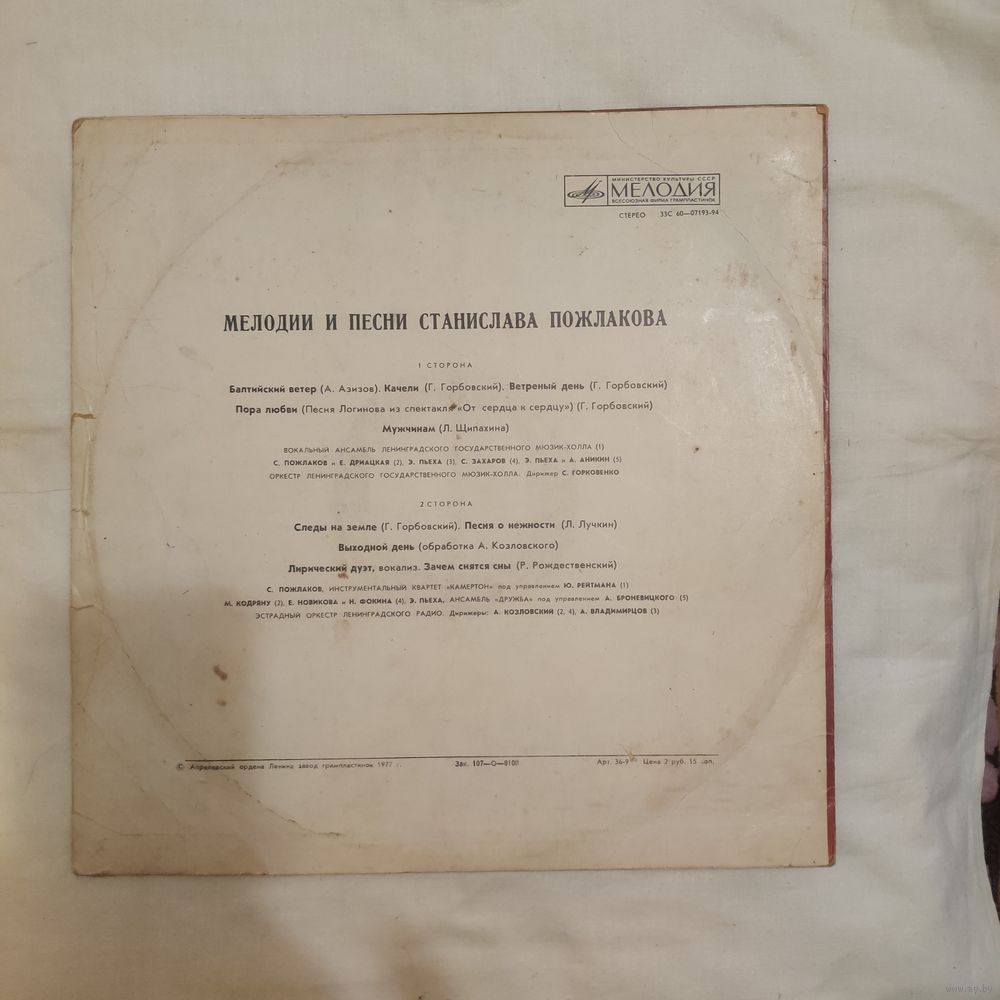 МИНИСТЕРСТВО КУЛЬТУРЫ СССР
МЕЛОДИЯ
ВСЕСОЮЗНАЯ ФИРМА ГРАМПЛАСТИНОК
СТЕРЕО 33С 60—07193-94
МЕЛОДИИ И ПЕСНИ СТАНИСЛАВА ПОЖЛАКОВА
1 СТОРОНА
Балтийский ветер (А. Азизов). Качели (Г. Горбовский). Ветреный день (Г. Горбовский)
Пора любви (Песня Логинова из спектакля «От сердца к сердцу») (Г. Горбовский)
Мужчинам (Л. Щипахина)
ВОКАЛЬНЫЙ АНСАМБЛЬ ЛЕНИНГРАДСКОГО ГОСУДАРСТВЕННОГО МЮЗИК-ХОЛЛА (1)
С. ПОЖЛАКОВ и Е. ДРИАЦКАЯ (2), Э. ПЬЕХА (3), С. ЗАХАРОВ (4), Э. ПЬЕХА и А. АНИКИН (5)
ОРКЕСТР ЛЕНИНГРАДСКОГО ГОСУДАРСТВЕННОГО МЮЗИК-ХОЛЛА. Дирижер С. ГОРКОВЕНКО
2 СТОРОНА
Следы на земле (Г. Горбовский). Песня о нежности (Л. Лучкин)
Выходной день (обработка А. Козловского)
Лирический дуэт, вокализ. Зачем снятся сны (Р. Рождественский)
С. ПОЖЛАКОВ, ИНСТРУМЕНТАЛЬНЫЙ КВАРТЕТ «КАМЕРТОН» под управлением Ю. РЕЙТМАНА (1)
М. КОДРЯНУ (2), Е. НОВИКОВА и Н. ФОКИНА (4), Э. ПЬЕХА, АНСАМБЛЬ «ДРУЖБА» под управлением А. БРОНЕВИЦКОГО (5)
ЭСТРАДНЫЙ ОРКЕСТР ЛЕНИНГРАДСКОГО РАДИО. Дирижеры: А. КОЗЛОВСКИЙ (2, 4), А. ВЛАДИМИРЦОВ (3)
© Апрелевский ордена Ленина завод грампластинок 1977 г. Зак. 107—О—8100 Арт. 36-9 Цена 2 руб. 15 коп.
www.ay.by